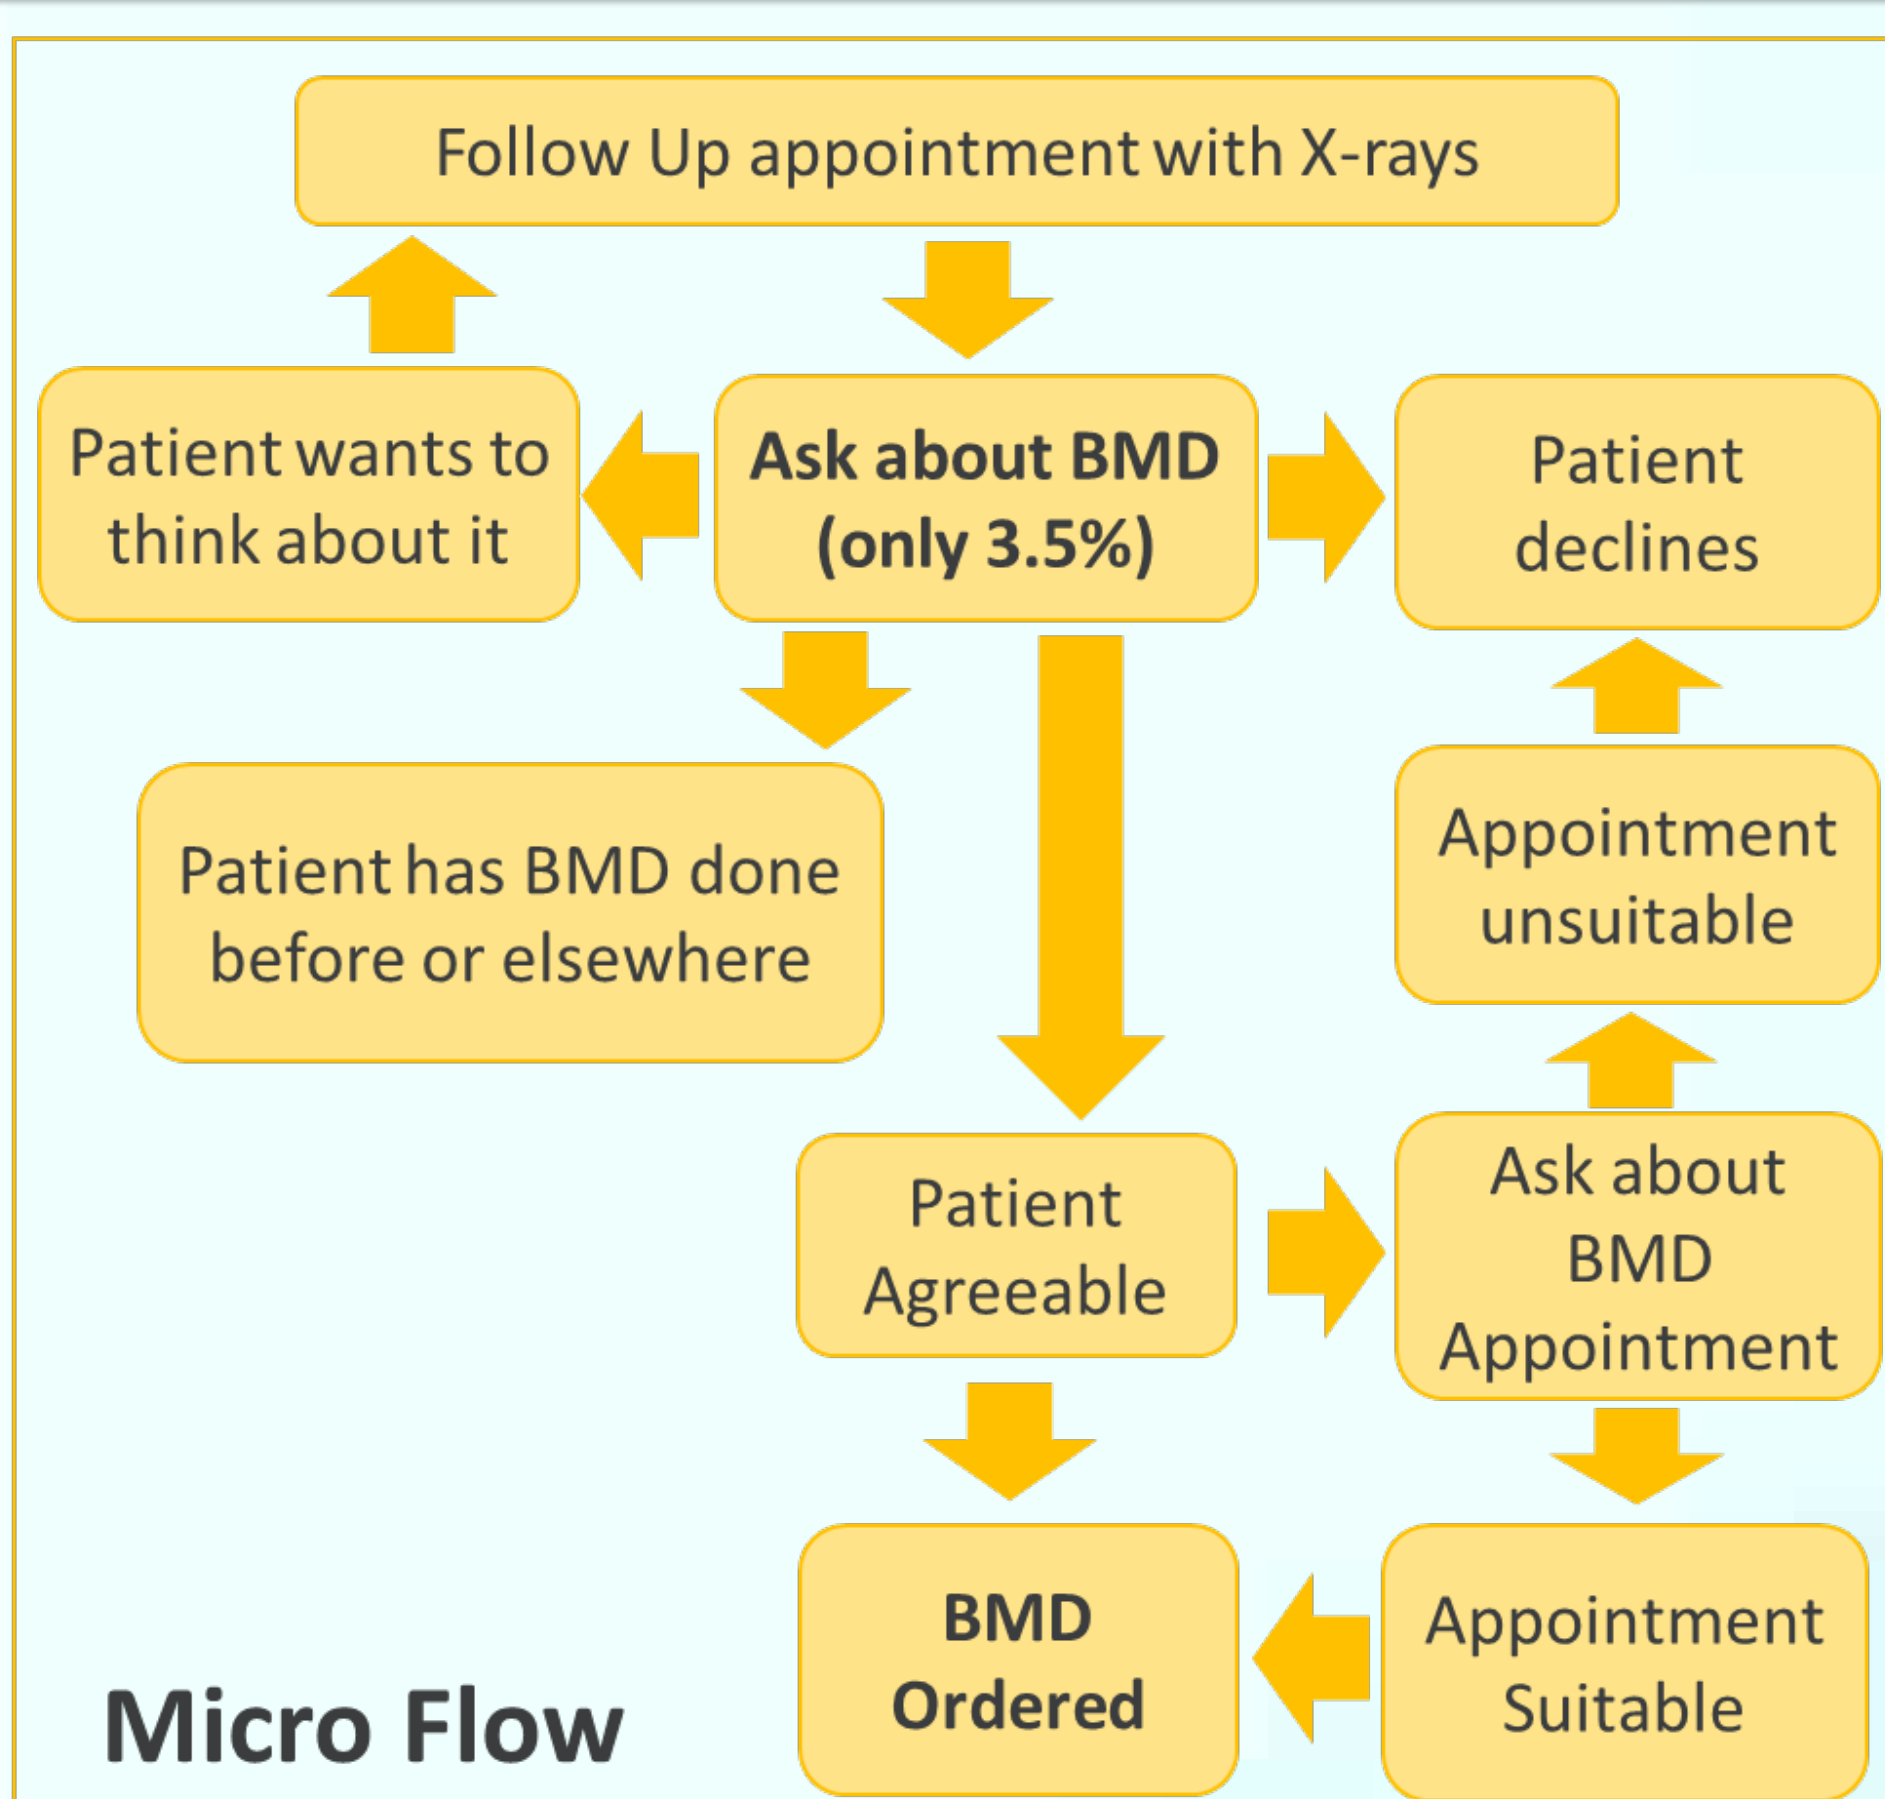 Follow Up appointment with X-rays
Patient wants to
think about it
Ask about BMD
(only 3.5%)
Patient
declines
Patient has BMD done
before or elsewhere
Appointment
unsuitable
Patient
Agreeable
Ask about
BMD
Appointment
BMD
Ordered
Appointment
Suitable
Micro Flow